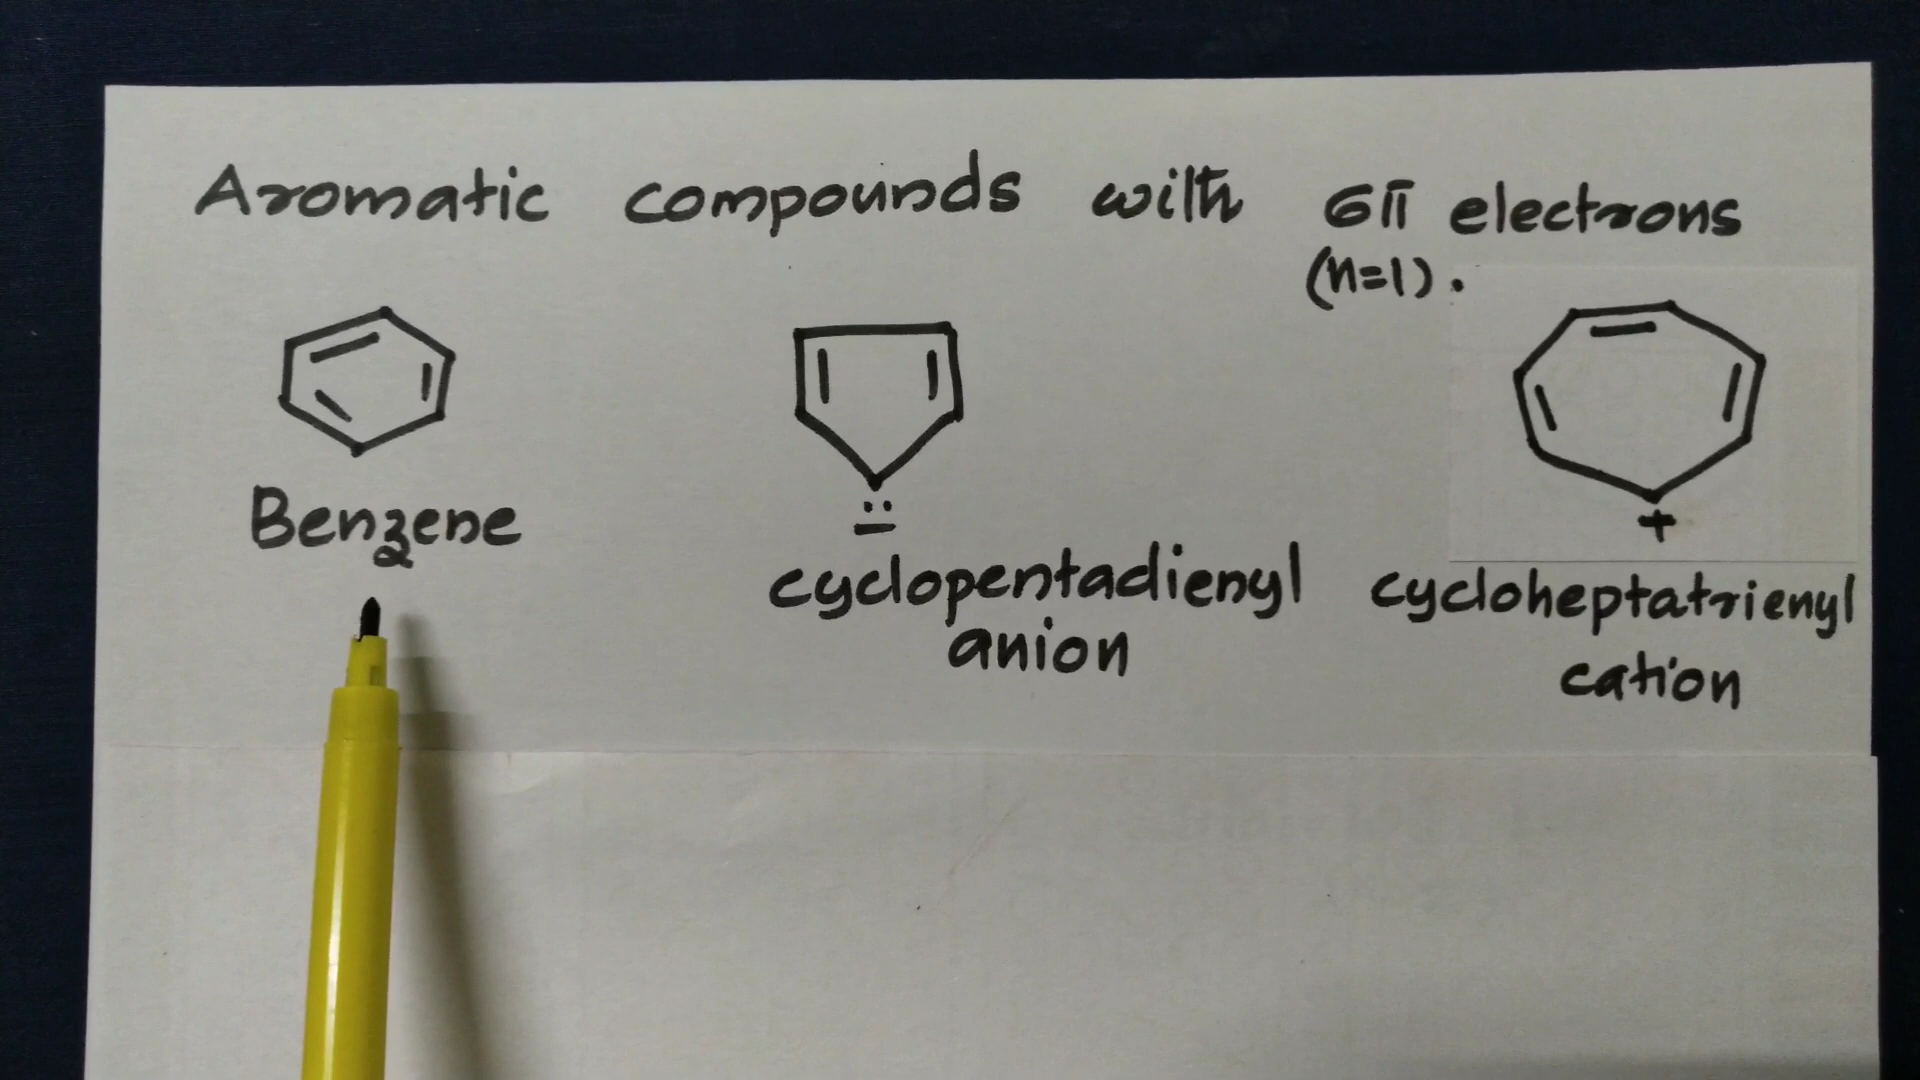 Aromatic compounds with 6π electrons
(n=1).
Benzene
cyclopentadienyl
anion
cycloheptatrienyl
cation